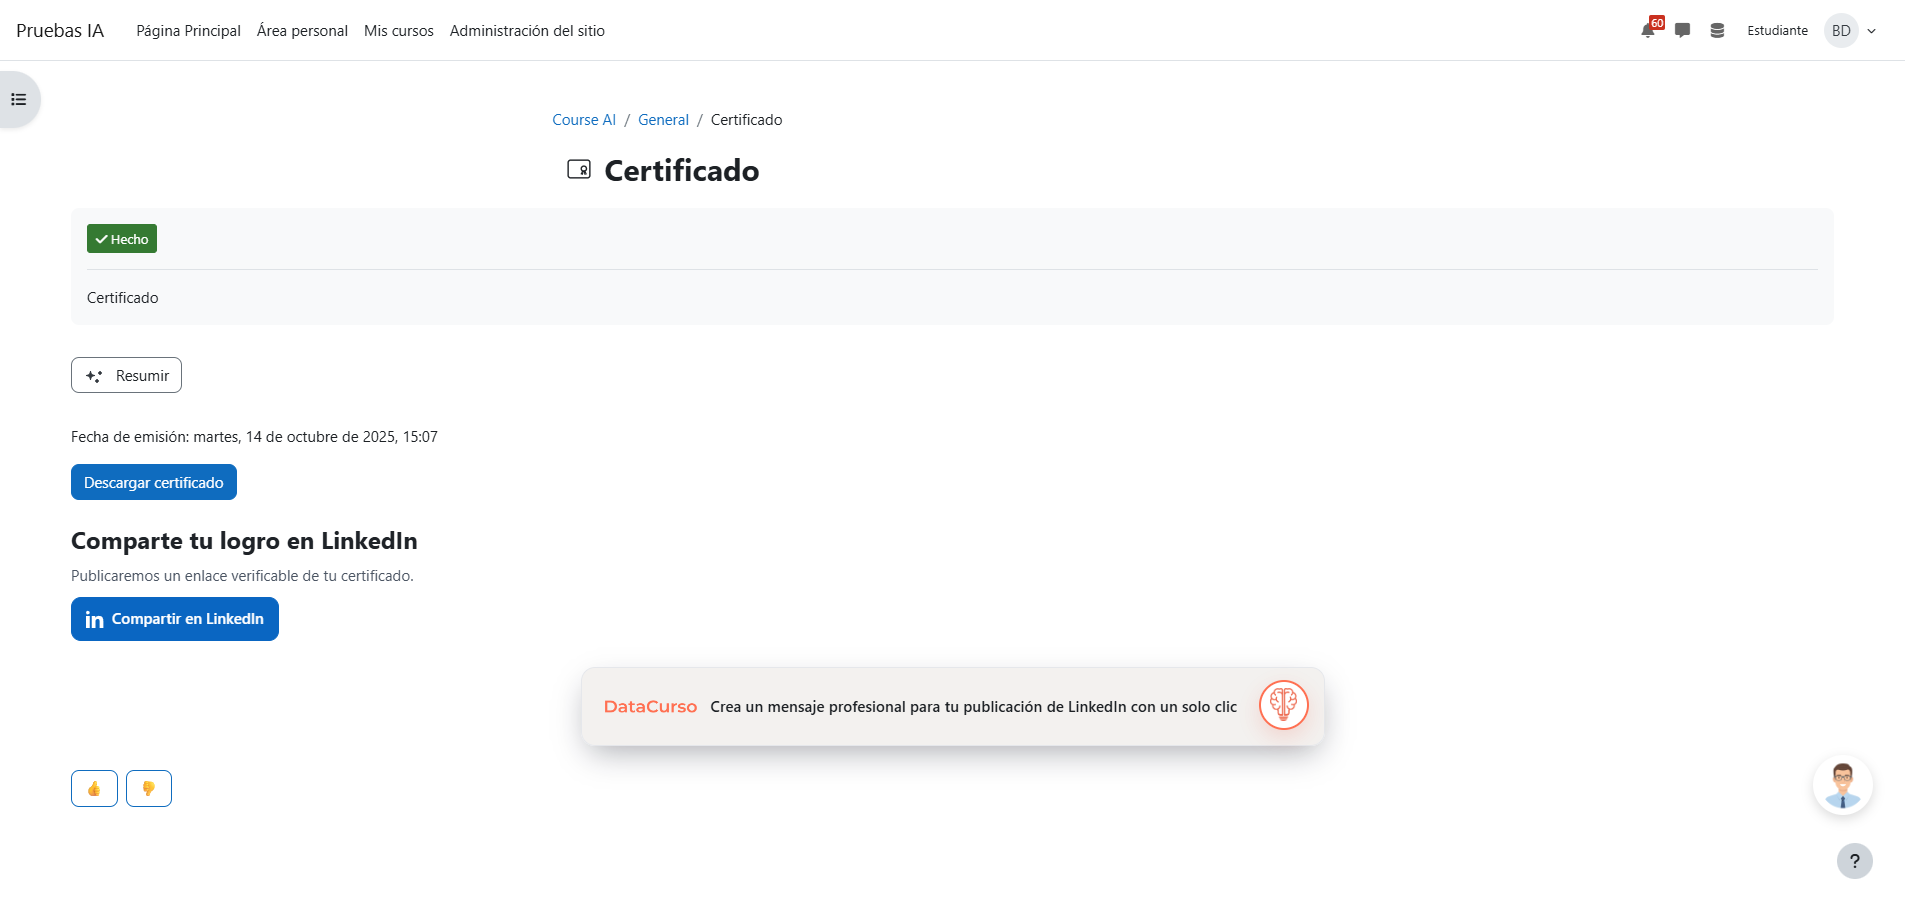 Pruebas IA Página Principal Área personal Mis cursos Administración del sitio 60 Estudiante BD
Course AI / General / Certificado
Certificado
Hecho
Certificado
Resumir
Fecha de emisión: martes, 14 de octubre de 2025, 15:07
Descargar certificado
Comparte tu logro en LinkedIn
Publicaremos un enlace verificable de tu certificado.
in Compartir en LinkedIn
DataCurso Crea un mensaje profesional para tu publicación de LinkedIn con un solo clic
?